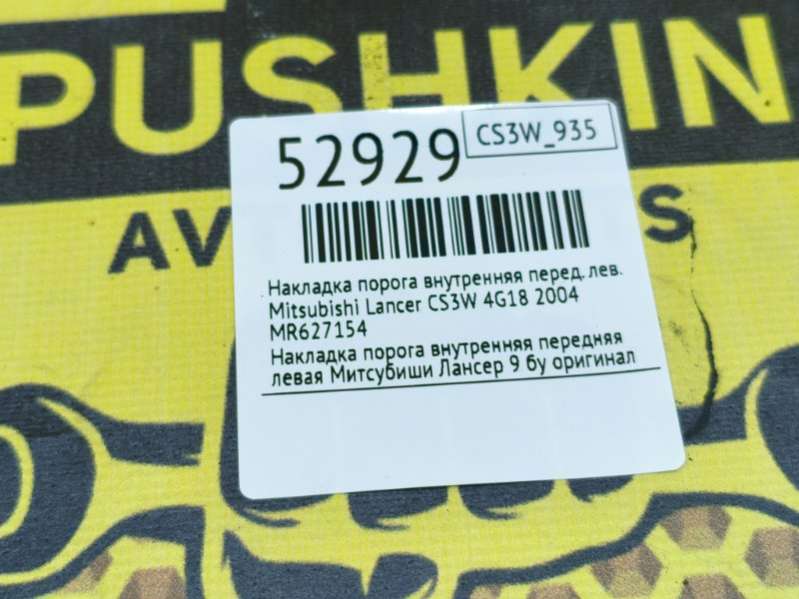 PUSHKIN
AV S
52929
CS3W_935
Накладка порога внутренняя перед. лев.
Mitsubishi Lancer CS3W 4G18 2004
MR627154
Накладка порога внутренняя передняя
левая Митсубиши Лансер 9 бу оригинал